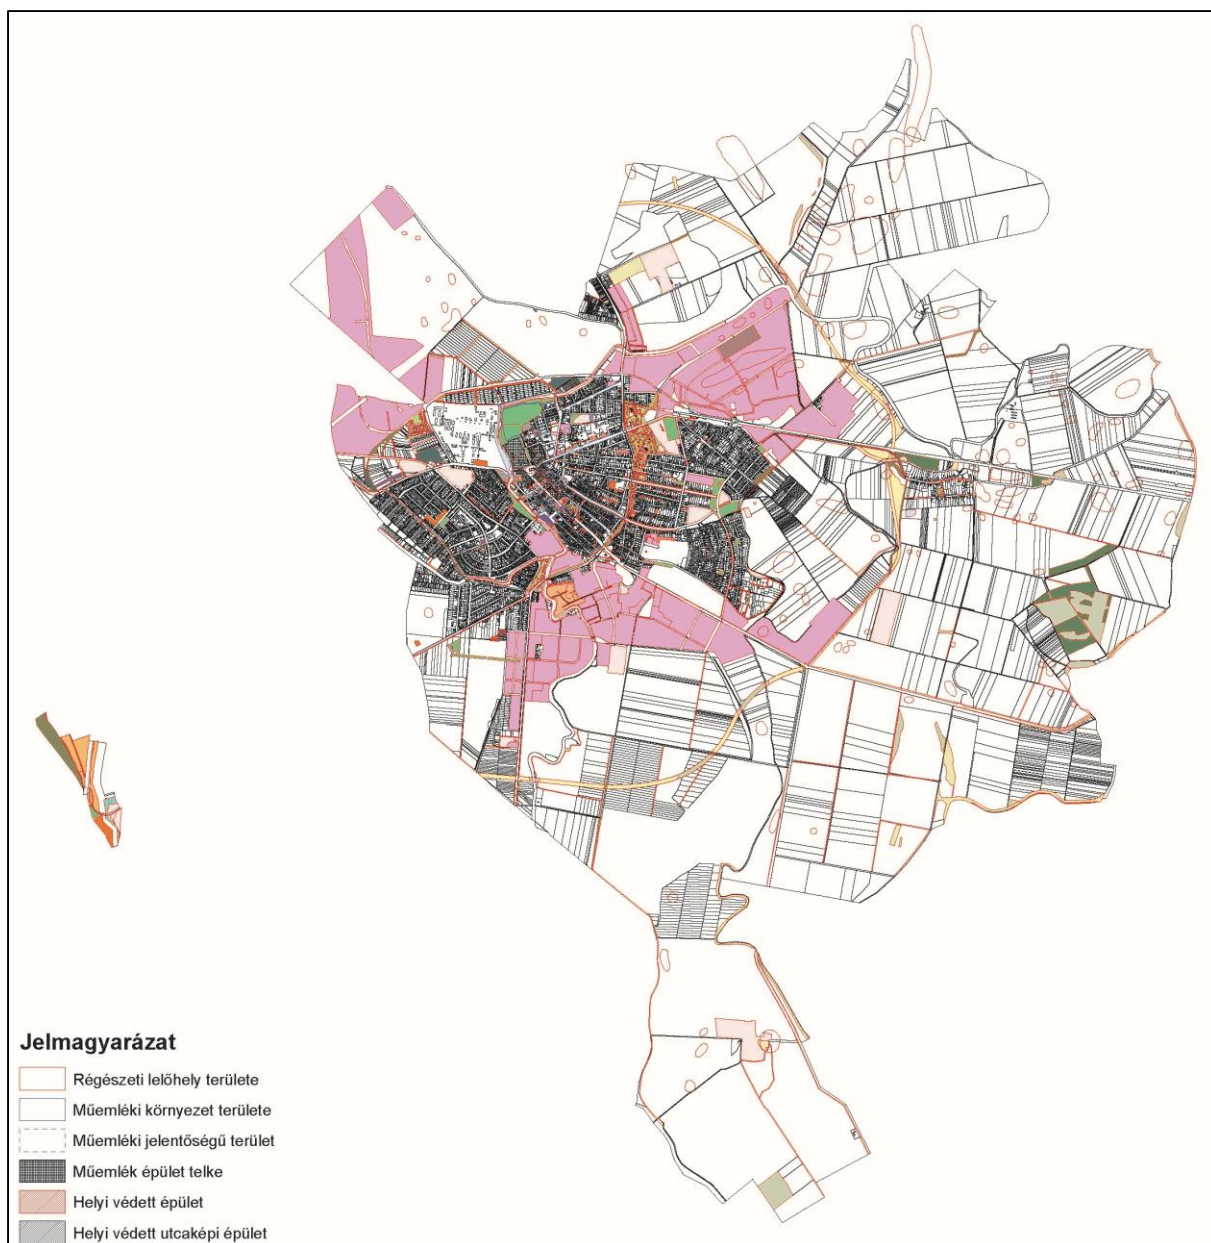 Jelmagyarázat
Régészeti lelőhely területe
Műemléki környezet területe
Műemléki jelentőségű terület
Műemlék épület telke
Helyi védett épület
Helyi védett utcaképi épület